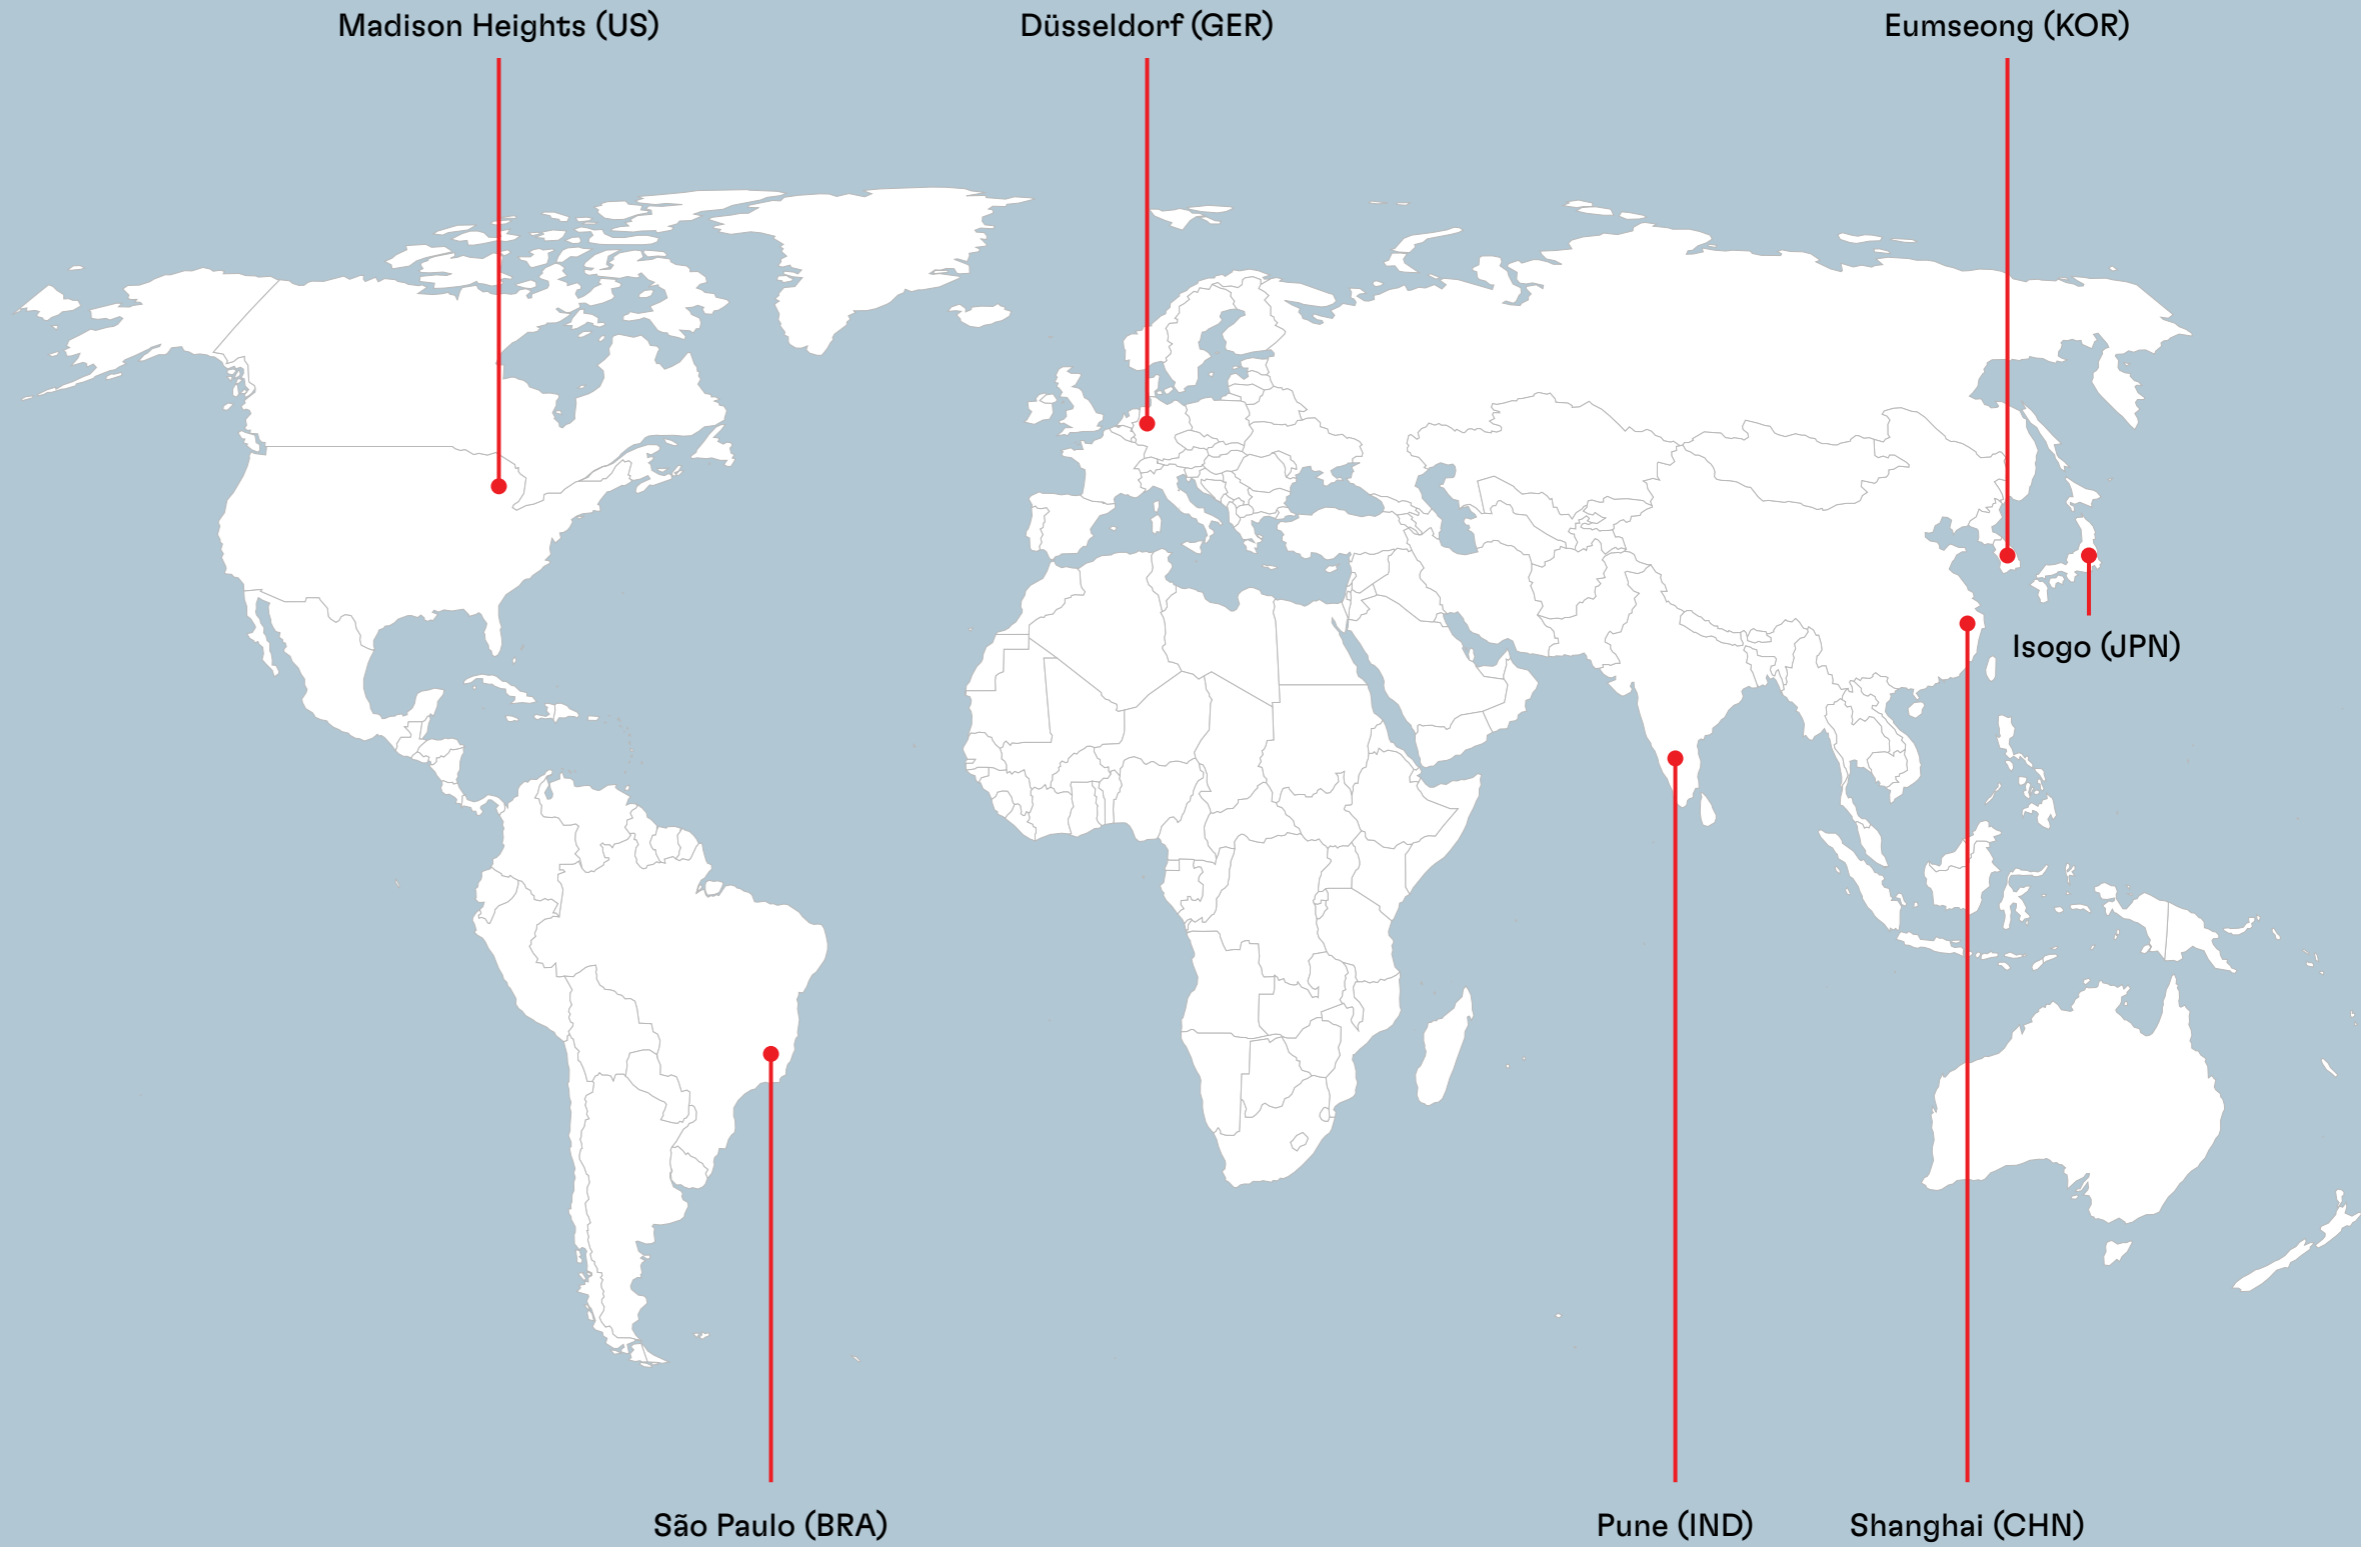 Madison Heights (US)
Düsseldorf (GER)
Eumseong (KOR)
Isogo (JPN)
São Paulo (BRA)
Pune (IND)
Shanghai (CHN)